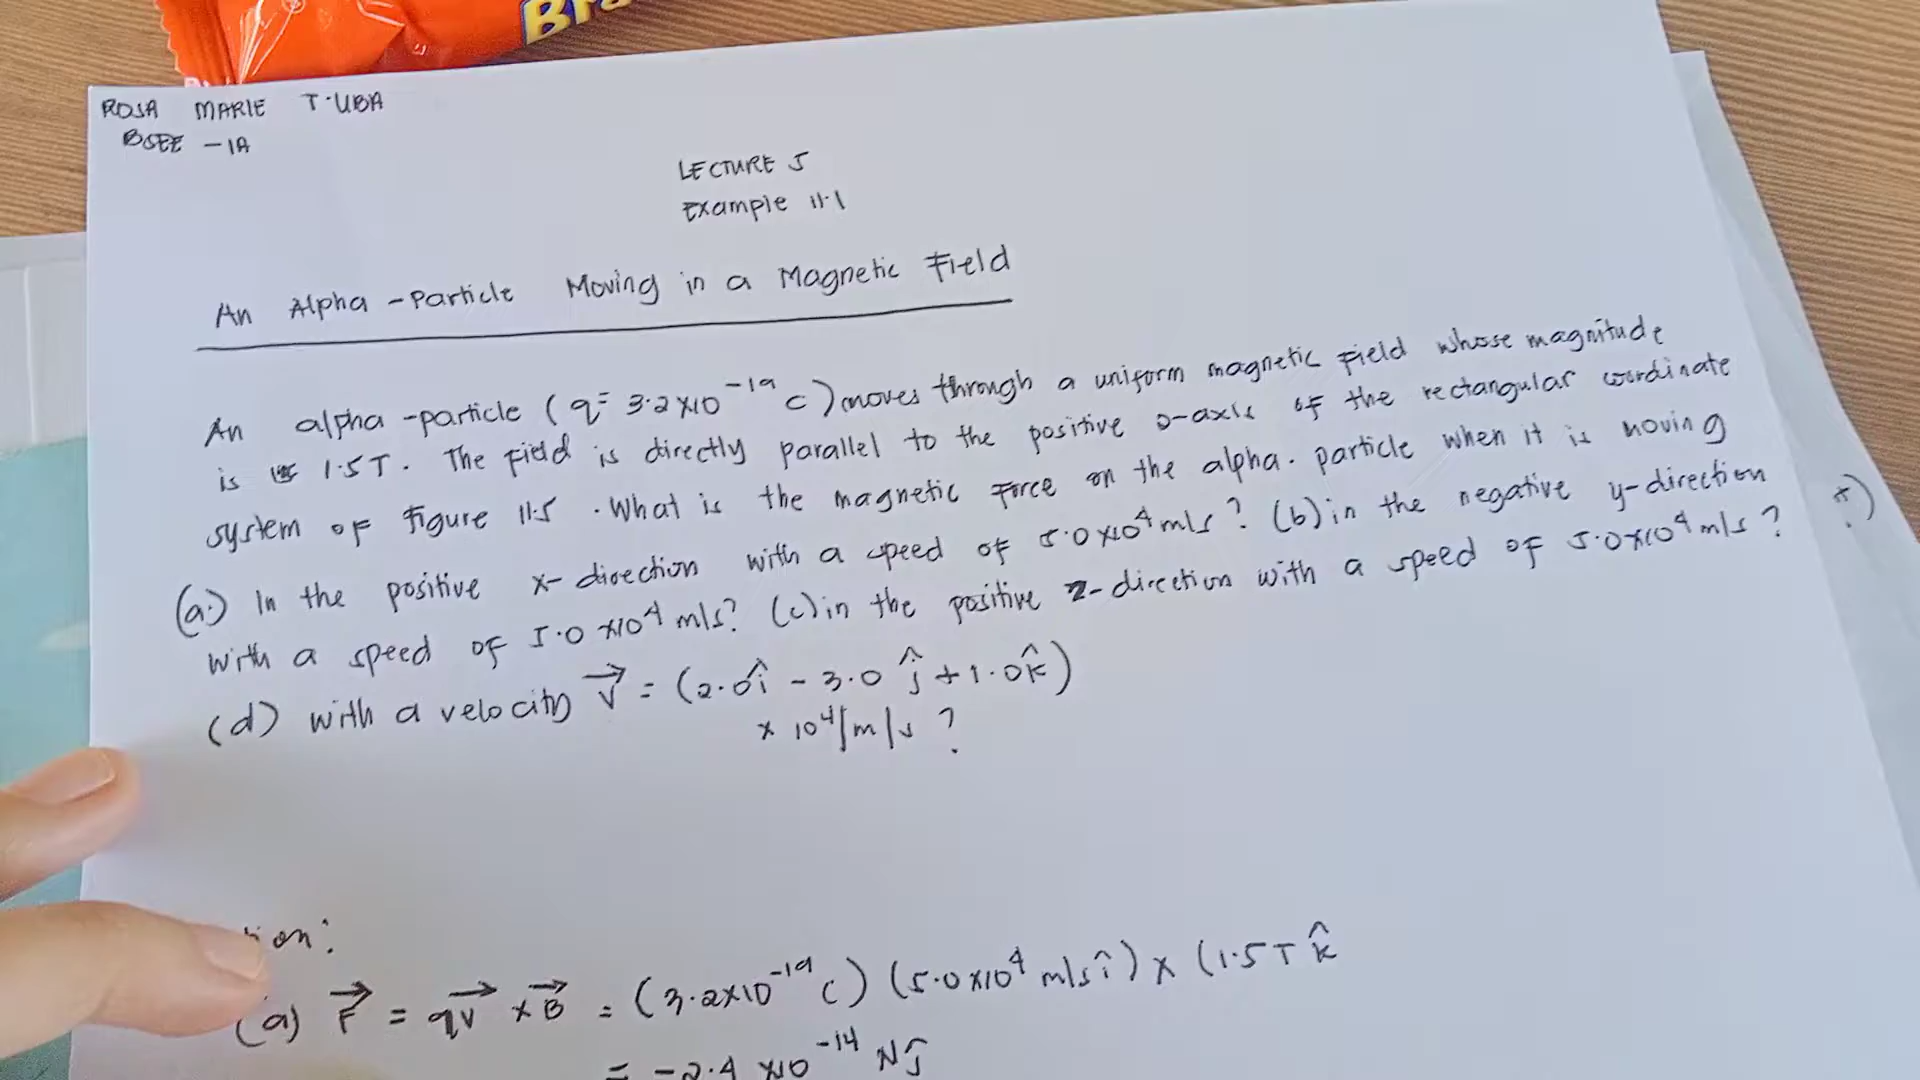 Bra
ROSA MARIE T. UBA
BSEE -1A
LECTURE 5
Example 11.1
An Alpha-Particle Moving in a Magnetic Field
An alpha-particle (q= 3.2x10^-19 C) moves through a uniform magnetic field whose magnitude
is 1.5T. The field is directly parallel to the positive z-axis of the rectangular coordinate
system of figure 11.5. What is the magnetic force on the alpha-particle when it is moving
(a.) In the positive x-direction with a speed of 5.0x10^4 m/s? (b) in the negative y-direction
with a speed of 5.0x10^4 m/s? (c) in the positive z-direction with a speed of 5.0x10^4 m/s?
(d) with a velocity v⃗ = (2.0î - 3.0ĵ + 1.0k̂)
x 10^4 m/s?
(a) F⃗ = qv⃗ x B⃗ = (3.2x10^-19 C) (5.0x10^4 m/s î) x (1.5T k̂
= -2.4 x10^-14 N ĵ